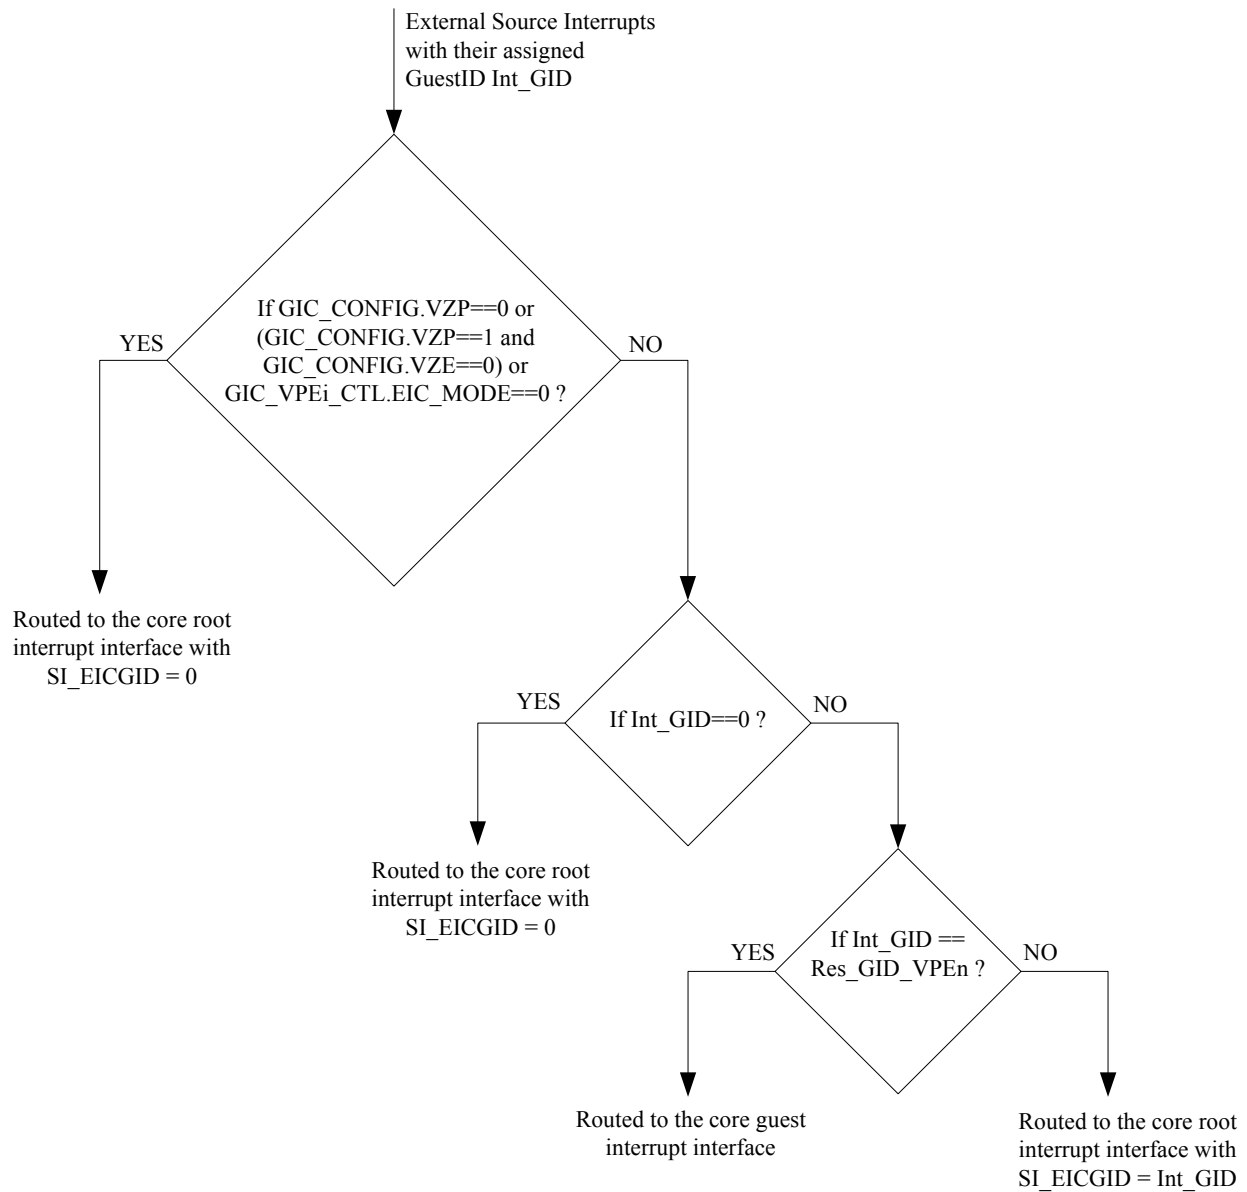 External Source Interrupts
with their assigned
GuestID Int_GID
If GIC_CONFIG.VZP==0 or
(GIC_CONFIG.VZP==1 and
GIC_CONFIG.VZE==0) or
GIC_VPEi_CTL.EIC_MODE==0 ?
YES
NO
Routed to the core root
interrupt interface with
SI_EICGID = 0
If Int_GID==0 ?
YES
NO
Routed to the core root
interrupt interface with
SI_EICGID = 0
If Int_GID ==
Res_GID_VPEn ?
YES
NO
Routed to the core guest
interrupt interface
Routed to the core root
interrupt interface with
SI_EICGID = Int_GID